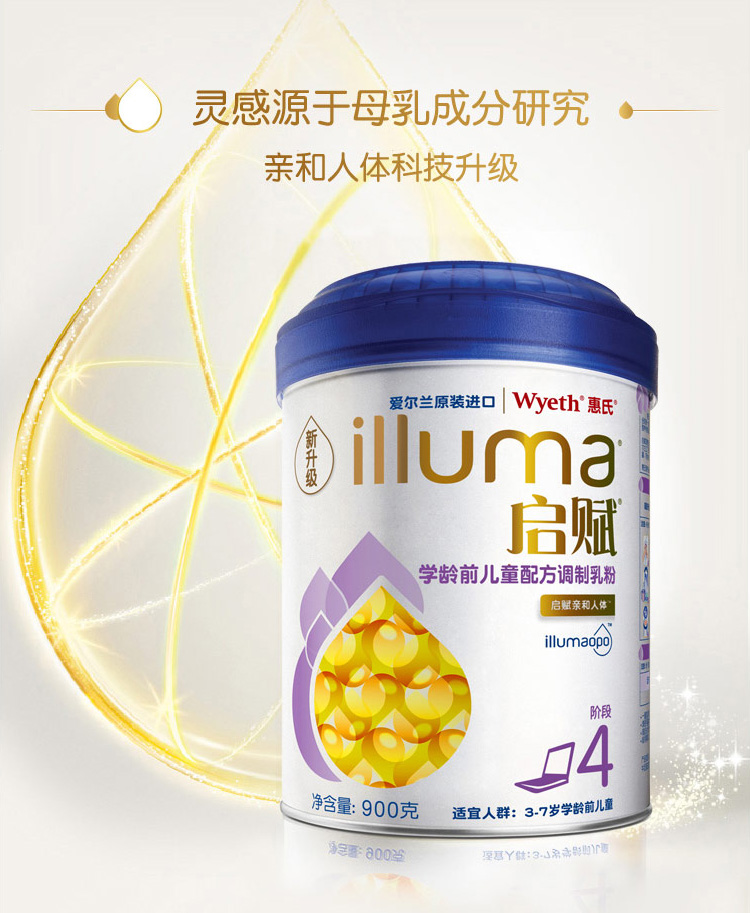 灵感源于母乳成分研究
亲和人体科技升级
爱尔兰原装进口 | Wyeth® 惠氏®
新升级
illuma®
启赋®
学龄前儿童配方调制乳粉
启赋亲和人体™
illumaopo™
阶段
4
净含量: 900克
适宜人群: 3-7岁学龄前儿童